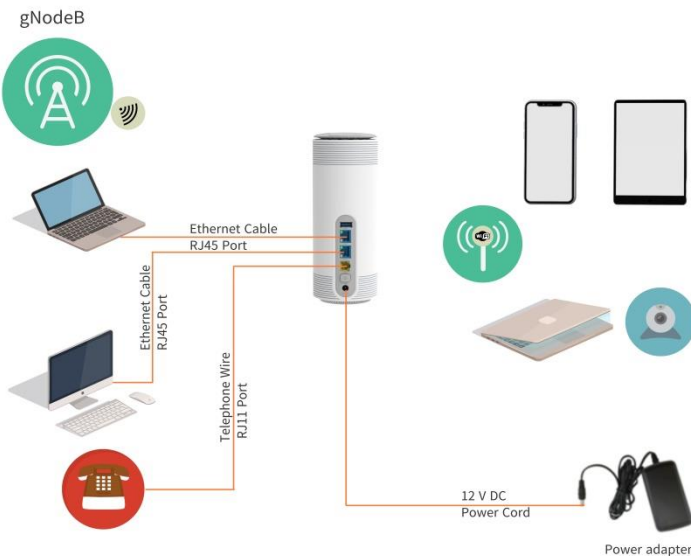 gNodeB
Ethernet Cable
RJ45 Port
Ethernet Cable
RJ45 Port
Telephone Wire
RJ11 Port
WiFi
12 V DC
Power Cord
Power adapter